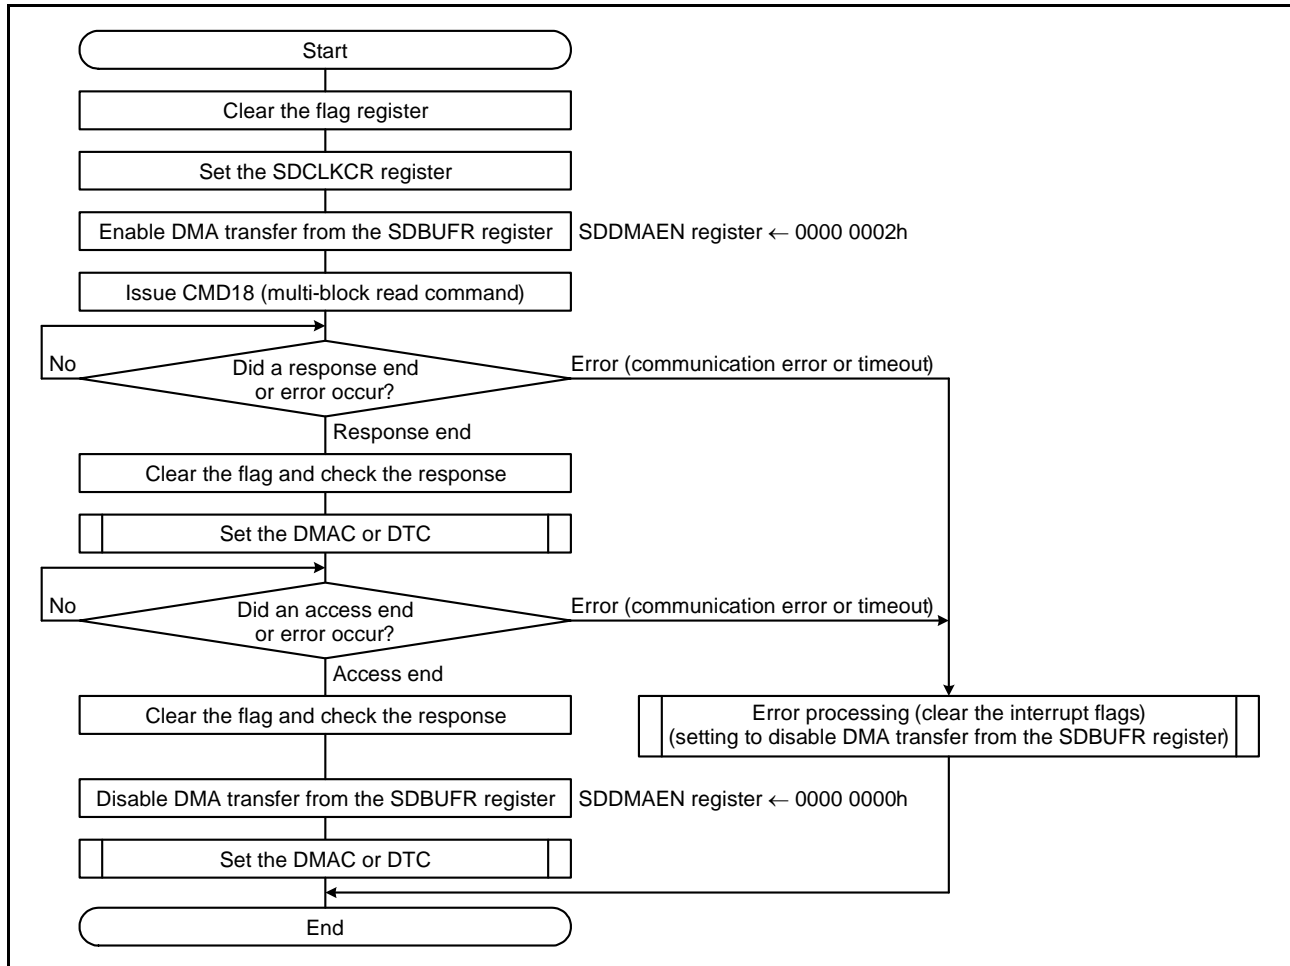 Start
Clear the flag register
Set the SDCLKCR register
Enable DMA transfer from the SDBUFR register
SDDMAEN register ← 0000 0002h
Issue CMD18 (multi-block read command)
No
Did a response end
or error occur?
Error (communication error or timeout)
Response end
Clear the flag and check the response
Set the DMAC or DTC
No
Did an access end
or error occur?
Error (communication error or timeout)
Access end
Clear the flag and check the response
Error processing (clear the interrupt flags)
(setting to disable DMA transfer from the SDBUFR register)
Disable DMA transfer from the SDBUFR register
SDDMAEN register ← 0000 0000h
Set the DMAC or DTC
End